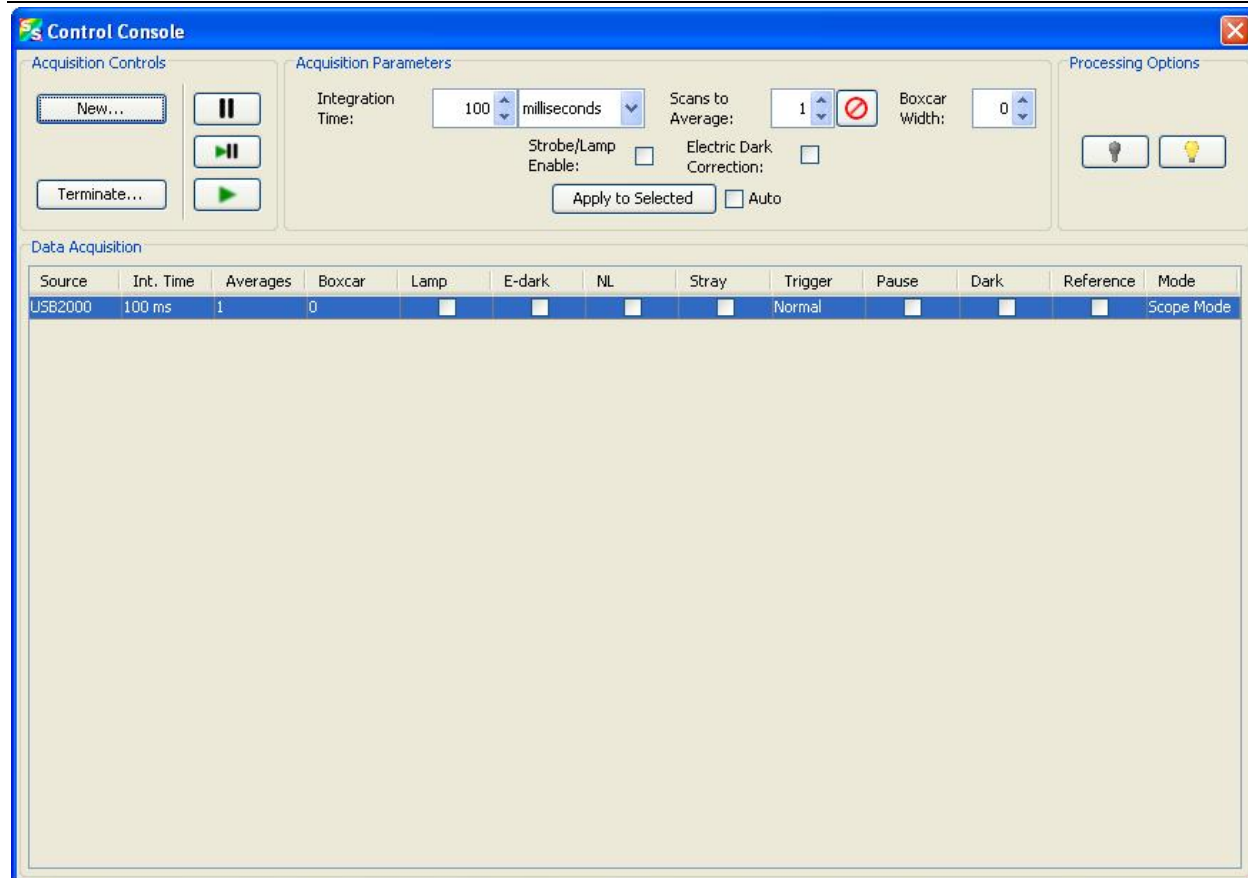 Control Console
Acquisition Controls
New...
Terminate...
Acquisition Parameters
Integration
Time:
100
milliseconds
Scans to
Average:
1
Boxcar
Width:
0
Strobe/Lamp
Enable:
Electric Dark
Correction:
Apply to Selected
Auto
Processing Options
Data Acquisition
Source Int. Time Averages Boxcar Lamp E-dark NL Stray Trigger Pause Dark Reference Mode
USB2000 100 ms 1 0 Normal Scope Mode